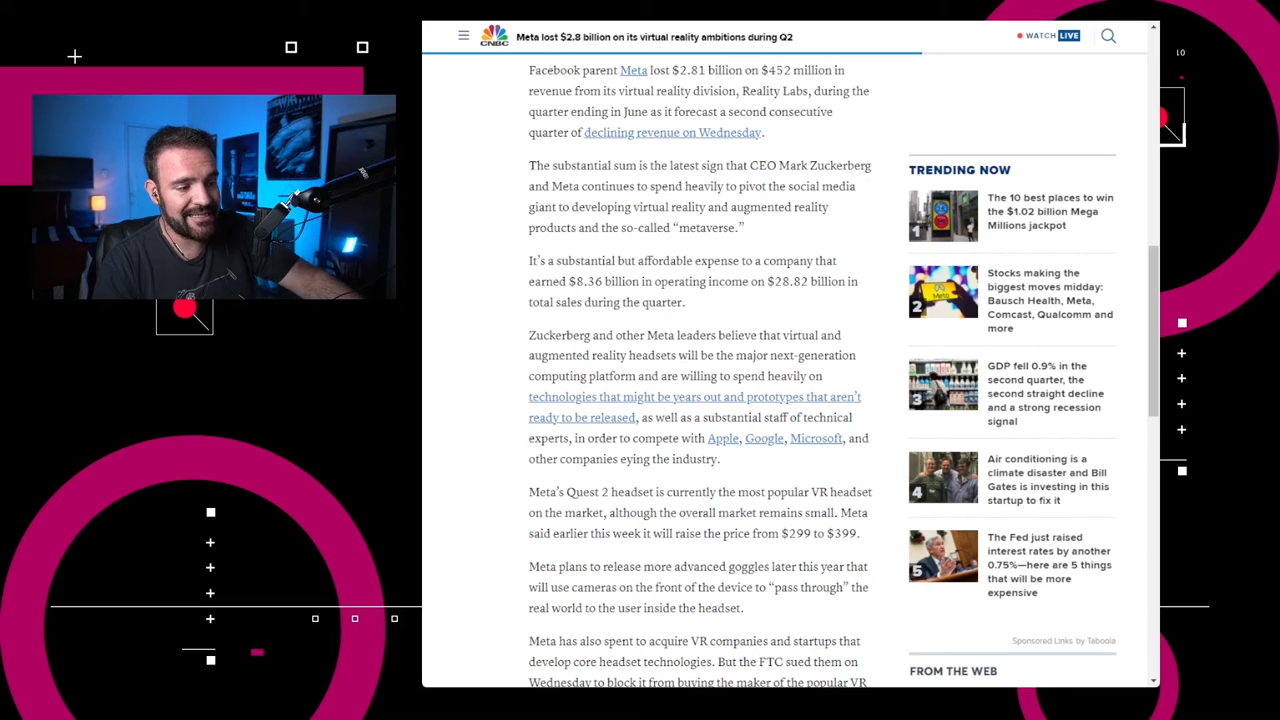 10
CNBC
Meta lost $2.8 billion on its virtual reality ambitions during Q2
WATCH LIVE
Facebook parent Meta lost $2.81 billion on $452 million in
revenue from its virtual reality division, Reality Labs, during the
quarter ending in June as it forecast a second consecutive
quarter of declining revenue on Wednesday.
The substantial sum is the latest sign that CEO Mark Zuckerberg
and Meta continues to spend heavily to pivot the social media
giant to developing virtual reality and augmented reality
products and the so-called “metaverse.”
It’s a substantial but affordable expense to a company that
earned $8.36 billion in operating income on $28.82 billion in
total sales during the quarter.
Zuckerberg and other Meta leaders believe that virtual and
augmented reality headsets will be the major next-generation
computing platform and are willing to spend heavily on
technologies that might be years out and prototypes that aren’t
ready to be released, as well as a substantial staff of technical
experts, in order to compete with Apple, Google, Microsoft, and
other companies eying the industry.
Meta’s Quest 2 headset is currently the most popular VR headset
on the market, although the overall market remains small. Meta
said earlier this week it will raise the price from $299 to $399.
Meta plans to release more advanced goggles later this year that
will use cameras on the front of the device to “pass through” the
real world to the user inside the headset.
Meta has also spent to acquire VR companies and startups that
develop core headset technologies. But the FTC sued them on
Wednesday to block it from buying the maker of the popular VR
TRENDING NOW
1
The 10 best places to win
the $1.02 billion Mega
Millions jackpot
2
Meta
Stocks making the
biggest moves midday:
Bausch Health, Meta,
Comcast, Qualcomm and
more
3
GDP fell 0.9% in the
second quarter, the
second straight decline
and a strong recession
signal
4
Air conditioning is a
climate disaster and Bill
Gates is investing in this
startup to fix it
5
The Fed just raised
interest rates by another
0.75%—here are 5 things
that will be more
expensive
Sponsored Links by Taboola
FROM THE WEB